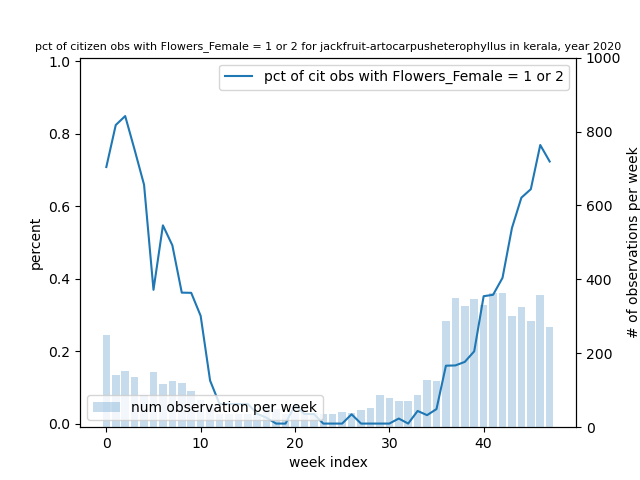 pct of citizen obs with Flowers_Female = 1 or 2 for jackfruit-artocarpusheterophyllus in kerala, year 2020
pct of cit obs with Flowers_Female = 1 or 2
num observation per week
percent
1.0
0.8
0.6
0.4
0.2
0.0
# of observations per week
1000
800
600
400
200
0
0 10 20 30 40
week index